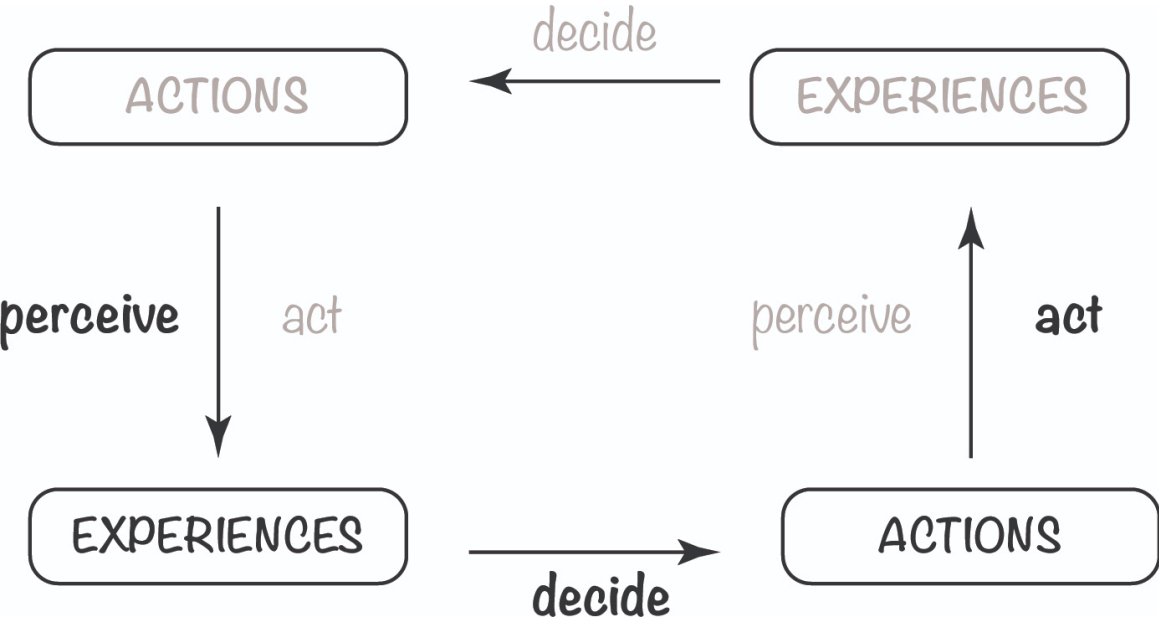 decide
ACTIONS
EXPERIENCES
perceive
act
perceive
act
EXPERIENCES
ACTIONS
decide